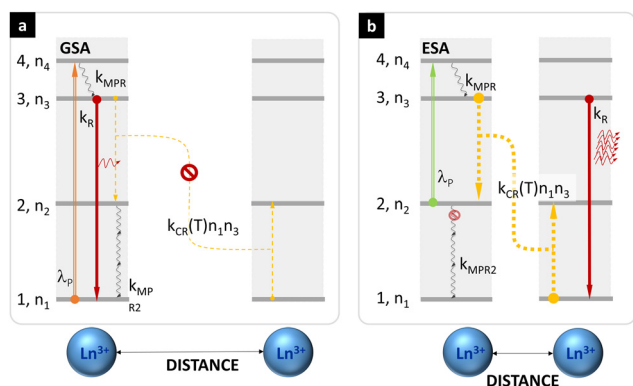 a
GSA
4, n₄
k_MPR
3, n₃
k_R
2, n₂
k_CR(T)n₁n₃
λ_P
k_MP
R2
1, n₁
Ln³⁺
Ln³⁺
DISTANCE
b
ESA
4, n₄
k_MPR
3, n₃
k_R
λ_P
k_CR(T)n₁n₃
2, n₂
k_MPR2
1, n₁
Ln³⁺
Ln³⁺
DISTANCE